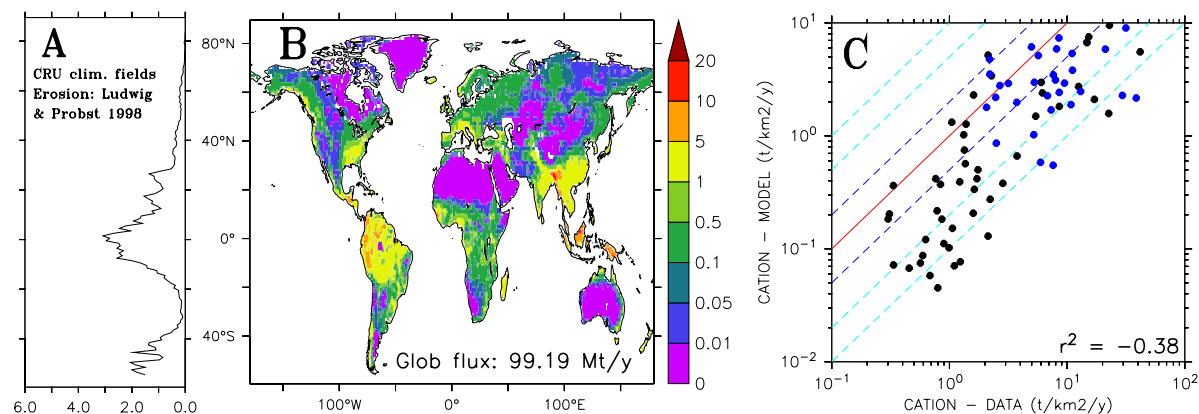 A
CRU clim. fields
Erosion: Ludwig
& Probst 1998
6.0 4.0 2.0 0.0
B
80°N
40°N
0°
40°S
100°W 0° 100°E
Glob flux: 99.19 Mt/y
20
10
5
1
0.5
0.1
0.05
0.01
0
C
CATION – MODEL (t/km2/y)
10¹
10⁰
10⁻¹
10⁻²
r² = −0.38
10⁻¹ 10⁰ 10¹ 10²
CATION – DATA (t/km2/y)